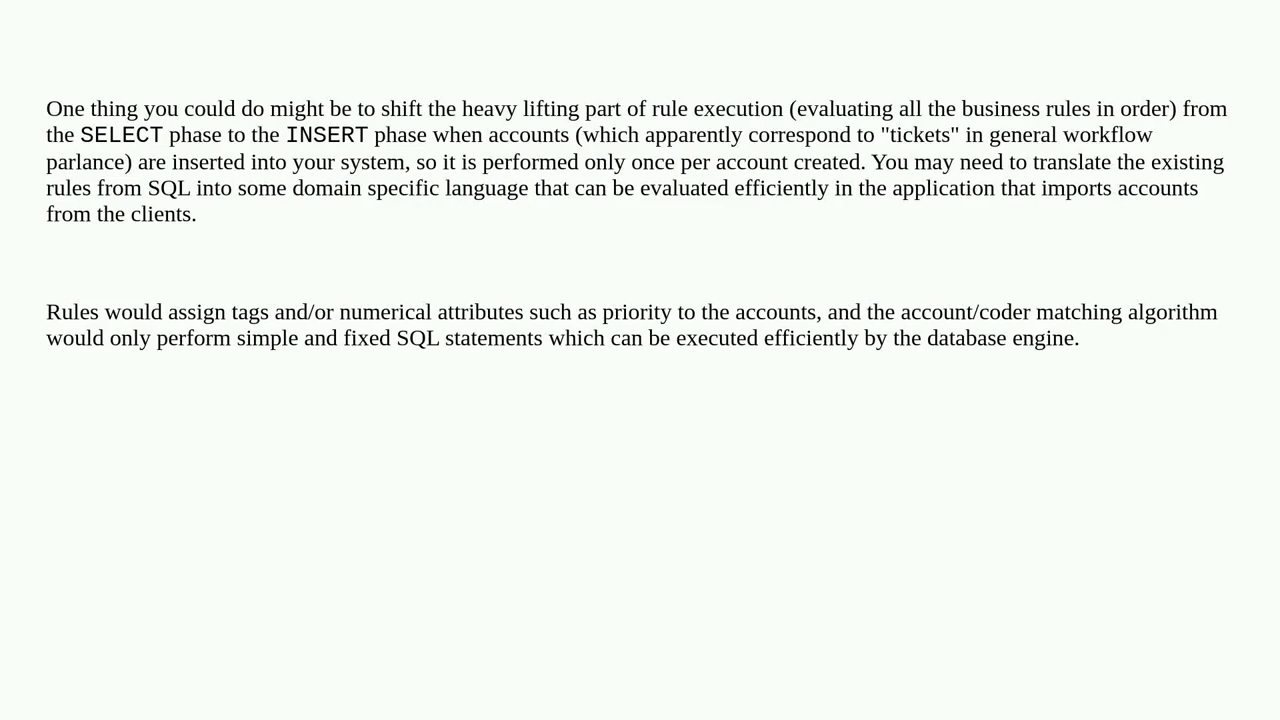 One thing you could do might be to shift the heavy lifting part of rule execution (evaluating all the business rules in order) from
the SELECT phase to the INSERT phase when accounts (which apparently correspond to "tickets" in general workflow
parlance) are inserted into your system, so it is performed only once per account created. You may need to translate the existing
rules from SQL into some domain specific language that can be evaluated efficiently in the application that imports accounts
from the clients.
Rules would assign tags and/or numerical attributes such as priority to the accounts, and the account/coder matching algorithm
would only perform simple and fixed SQL statements which can be executed efficiently by the database engine.